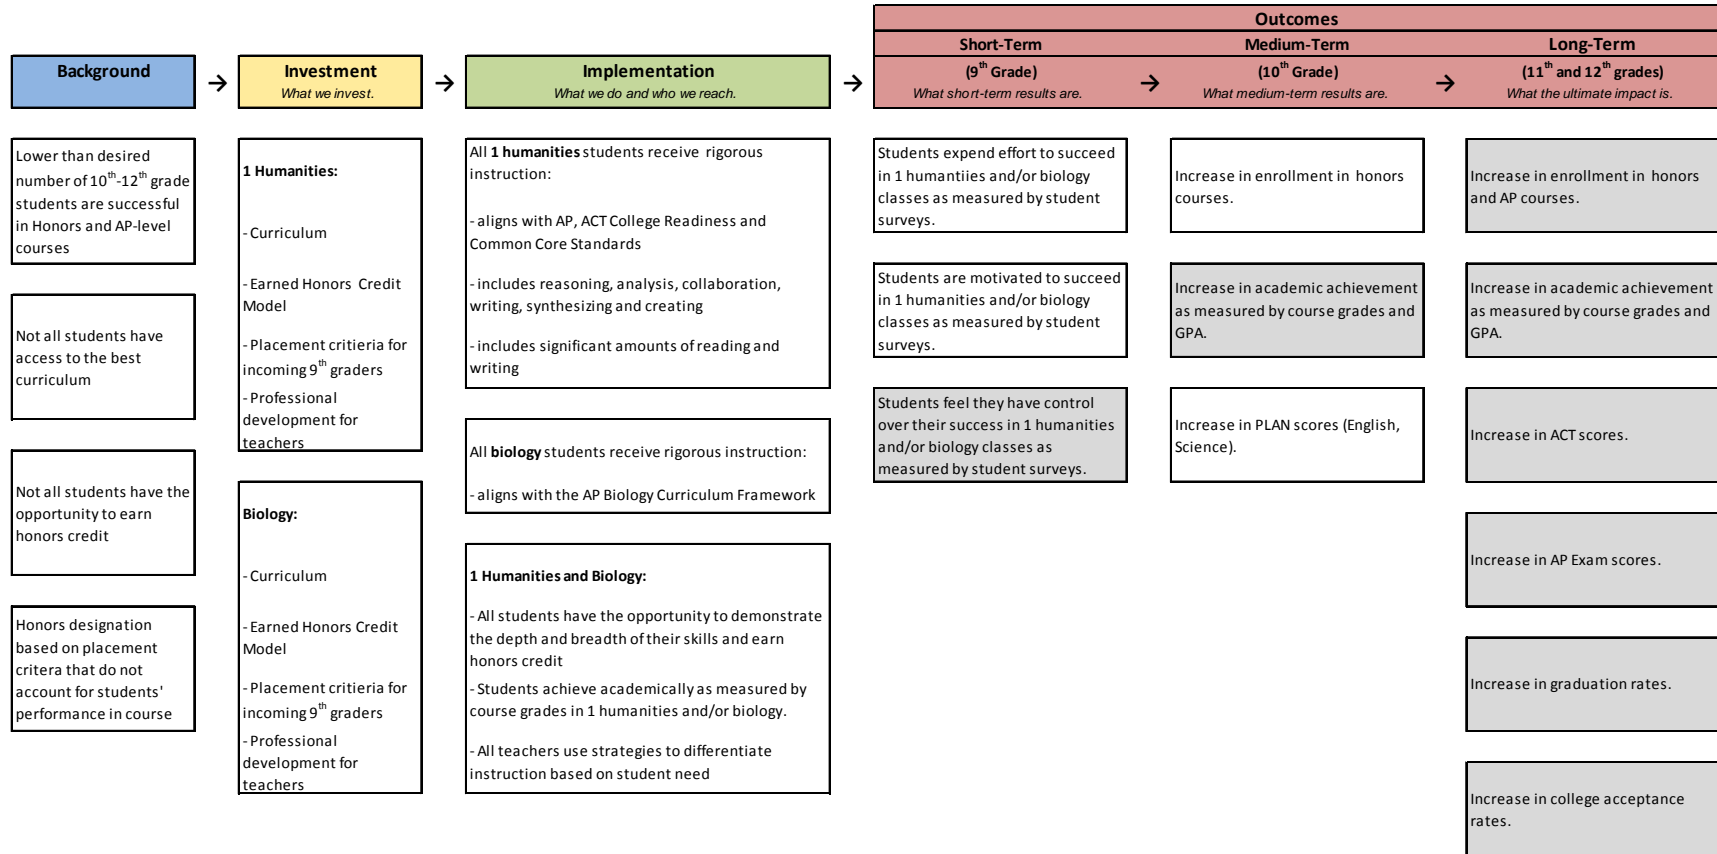 Outcomes
Background
→
Investment
What we invest.
→
Implementation
What we do and who we reach.
→
Short-Term
(9th Grade)
What short-term results are.
→
Medium-Term
(10th Grade)
What medium-term results are.
→
Long-Term
(11th and 12th grades)
What the ultimate impact is.
Lower than desired
number of 10th-12th grade
students are successful
in Honors and AP-level
courses
Not all students have
access to the best
curriculum
Not all students have the
opportunity to earn
honors credit
Honors designation
based on placement
critera that do not
account for students'
performance in course
1 Humanities:
- Curriculum
- Earned Honors Credit
Model
- Placement critieria for
incoming 9th graders
- Professional
development for
teachers
Biology:
- Curriculum
- Earned Honors Credit
Model
- Placement critieria for
incoming 9th graders
- Professional
development for
teachers
All 1 humanities students receive rigorous
instruction:
- aligns with AP, ACT College Readiness and
Common Core Standards
- includes reasoning, analysis, collaboration,
writing, synthesizing and creating
- includes significant amounts of reading and
writing
All biology students receive rigorous instruction:
- aligns with the AP Biology Curriculum Framework
1 Humanities and Biology:
- All students have the opportunity to demonstrate
the depth and breadth of their skills and earn
honors credit
- Students achieve academically as measured by
course grades in 1 humanities and/or biology.
- All teachers use strategies to differentiate
instruction based on student need
Students expend effort to succeed
in 1 humantiies and/or biology
classes as measured by student
surveys.
Students are motivated to succeed
in 1 humanities and/or biology
classes as measured by student
surveys.
Students feel they have control
over their success in 1 humanities
and/or biology classes as
measured by student surveys.
Increase in enrollment in honors
courses.
Increase in academic achievement
as measured by course grades and
GPA.
Increase in PLAN scores (English,
Science).
Increase in enrollment in honors
and AP courses.
Increase in academic achievement
as measured by course grades and
GPA.
Increase in ACT scores.
Increase in AP Exam scores.
Increase in graduation rates.
Increase in college acceptance
rates.